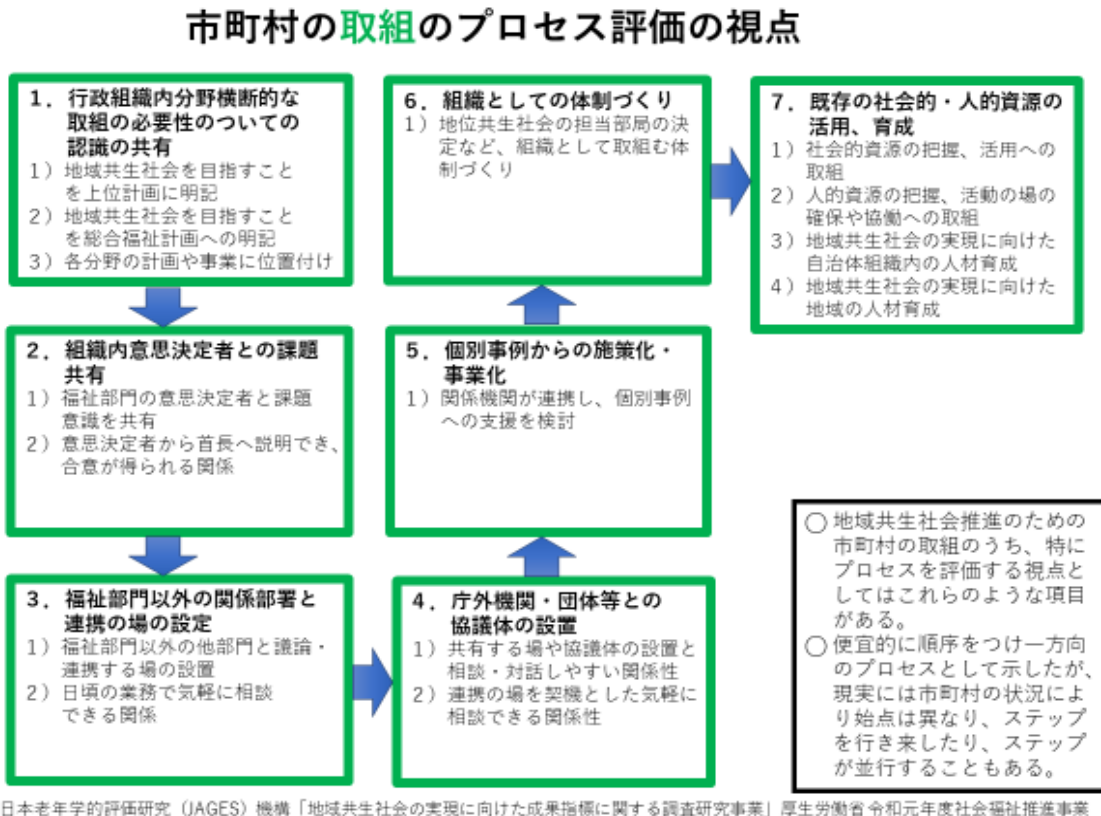 市町村の取組のプロセス評価の視点
1．行政組織内分野横断的な
取組の必要性のついての
認識の共有
1）地域共生社会を目指すこと
を上位計画に明記
2）地域共生社会を目指すこと
を総合福祉計画への明記
3）各分野の計画や事業に位置付け
2．組織内意思決定者との課題
共有
1）福祉部門の意思決定者と課題
意識を共有
2）意思決定者から首長へ説明でき、
合意が得られる関係
3．福祉部門以外の関係部署と
連携の場の設定
1）福祉部門以外の他部門と議論・
連携する場の設置
2）日頃の業務で気軽に相談
できる関係
4．庁外機関・団体等との
協議体の設置
1）共有する場や協議体の設置と
相談・対話しやすい関係性
2）連携の場を契機とした気軽に
相談できる関係性
5．個別事例からの施策化・
事業化
1）関係機関が連携し、個別事例
への支援を検討
6．組織としての体制づくり
1）地位共生社会の担当部局の決
定など、組織として取組む体
制づくり
7．既存の社会的・人的資源の
活用、育成
1）社会的資源の把握、活用への
取組
2）人的資源の把握、活動の場の
確保や協働への取組
3）地域共生社会の実現に向けた
自治体組織内の人材育成
4）地域共生社会の実現に向けた
地域の人材育成
○ 地域共生社会推進のための
市町村の取組のうち、特に
プロセスを評価する視点と
してはこれらのような項目
がある。
○ 便宜的に順序をつけ一方向
のプロセスとして示したが、
現実には市町村の状況によ
り始点は異なり、ステップ
を行き来したり、ステップ
が並行することもある。
日本老年学的評価研究（JAGES）機構「地域共生社会の実現に向けた成果指標に関する調査研究事業」厚生労働省 令和元年度社会福祉推進事業